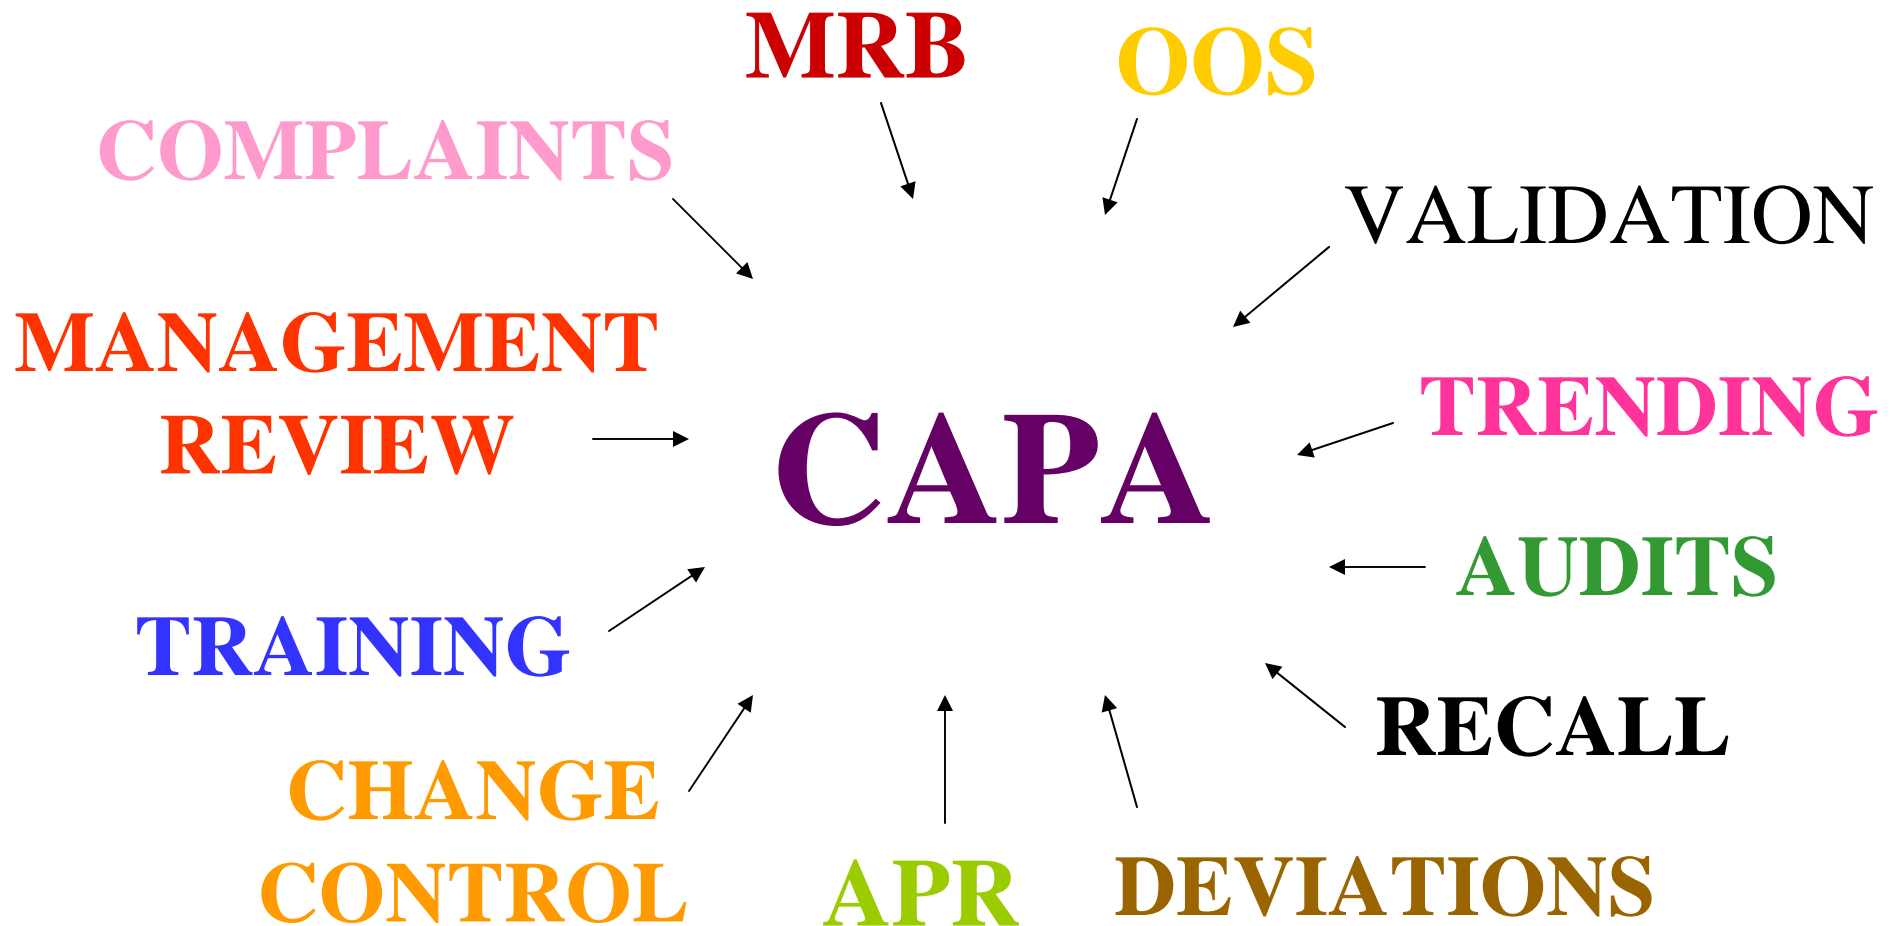 MRB
OOS
COMPLAINTS
VALIDATION
MANAGEMENT
REVIEW
TRENDING
CAPA
AUDITS
TRAINING
RECALL
CHANGE
CONTROL
APR
DEVIATIONS